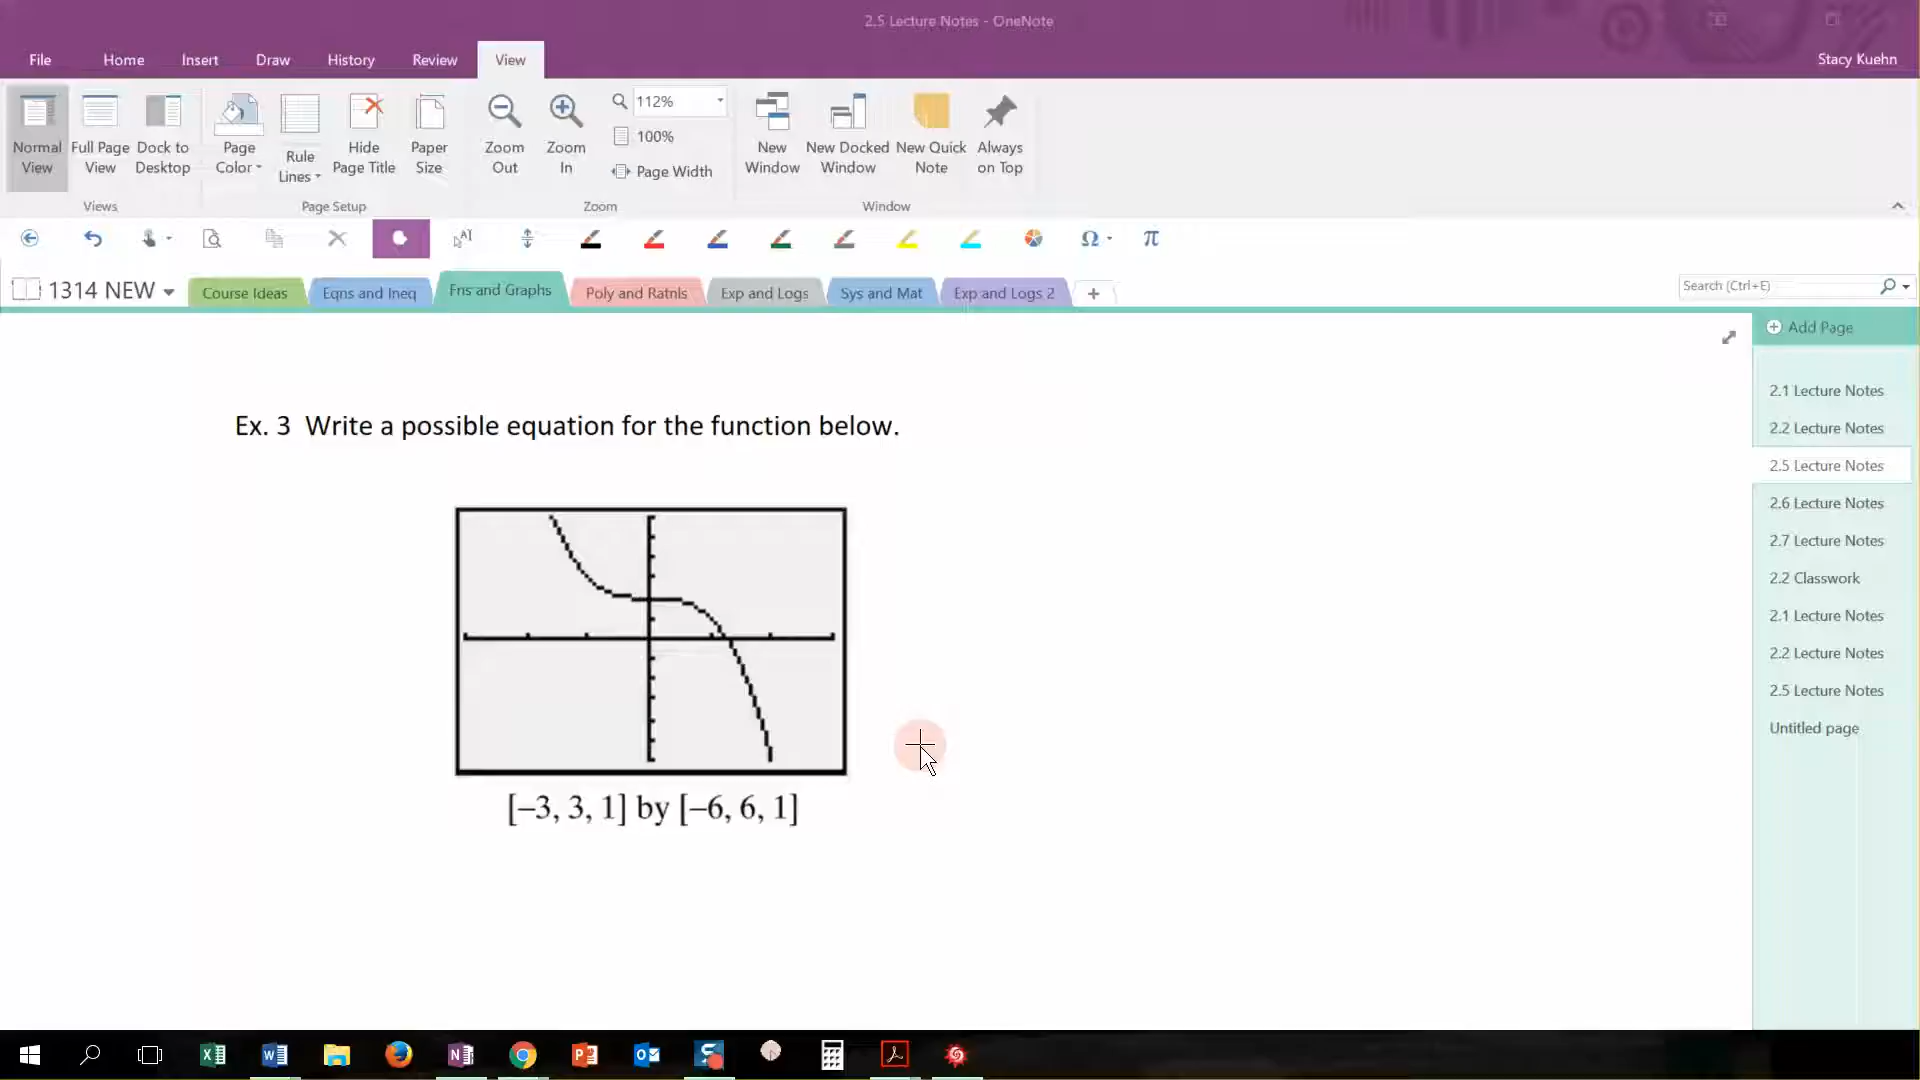 2.5 Lecture Notes - OneNote
File Home Insert Draw History Review View Stacy Kuehn
Normal View
Full Page View
Dock to Desktop
Page Color
Rule Lines
Hide Page Title
Paper Size
Zoom Out
Zoom In
112%
100%
Page Width
New Window
New Docked Window
New Quick Note
Always on Top
Views Page Setup Zoom Window
Ω π
1314 NEW Course Ideas Eqns and Ineq Fns and Graphs Poly and Ratnls Exp and Logs Sys and Mat Exp and Logs 2 + Search (Ctrl+E)
Add Page
2.1 Lecture Notes
2.2 Lecture Notes
2.5 Lecture Notes
2.6 Lecture Notes
2.7 Lecture Notes
2.2 Classwork
2.1 Lecture Notes
2.2 Lecture Notes
2.5 Lecture Notes
Untitled page
Ex. 3 Write a possible equation for the function below.
[−3, 3, 1] by [−6, 6, 1]